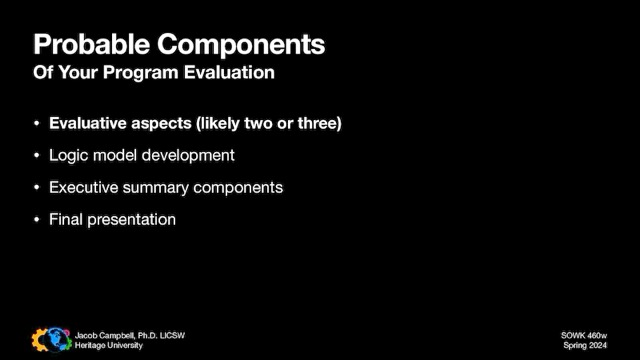 Probable Components
Of Your Program Evaluation
• Evaluative aspects (likely two or three)
• Logic model development
• Executive summary components
• Final presentation
Jacob Campbell, Ph.D. LICSW
Heritage University
SOWK 460w
Spring 2024